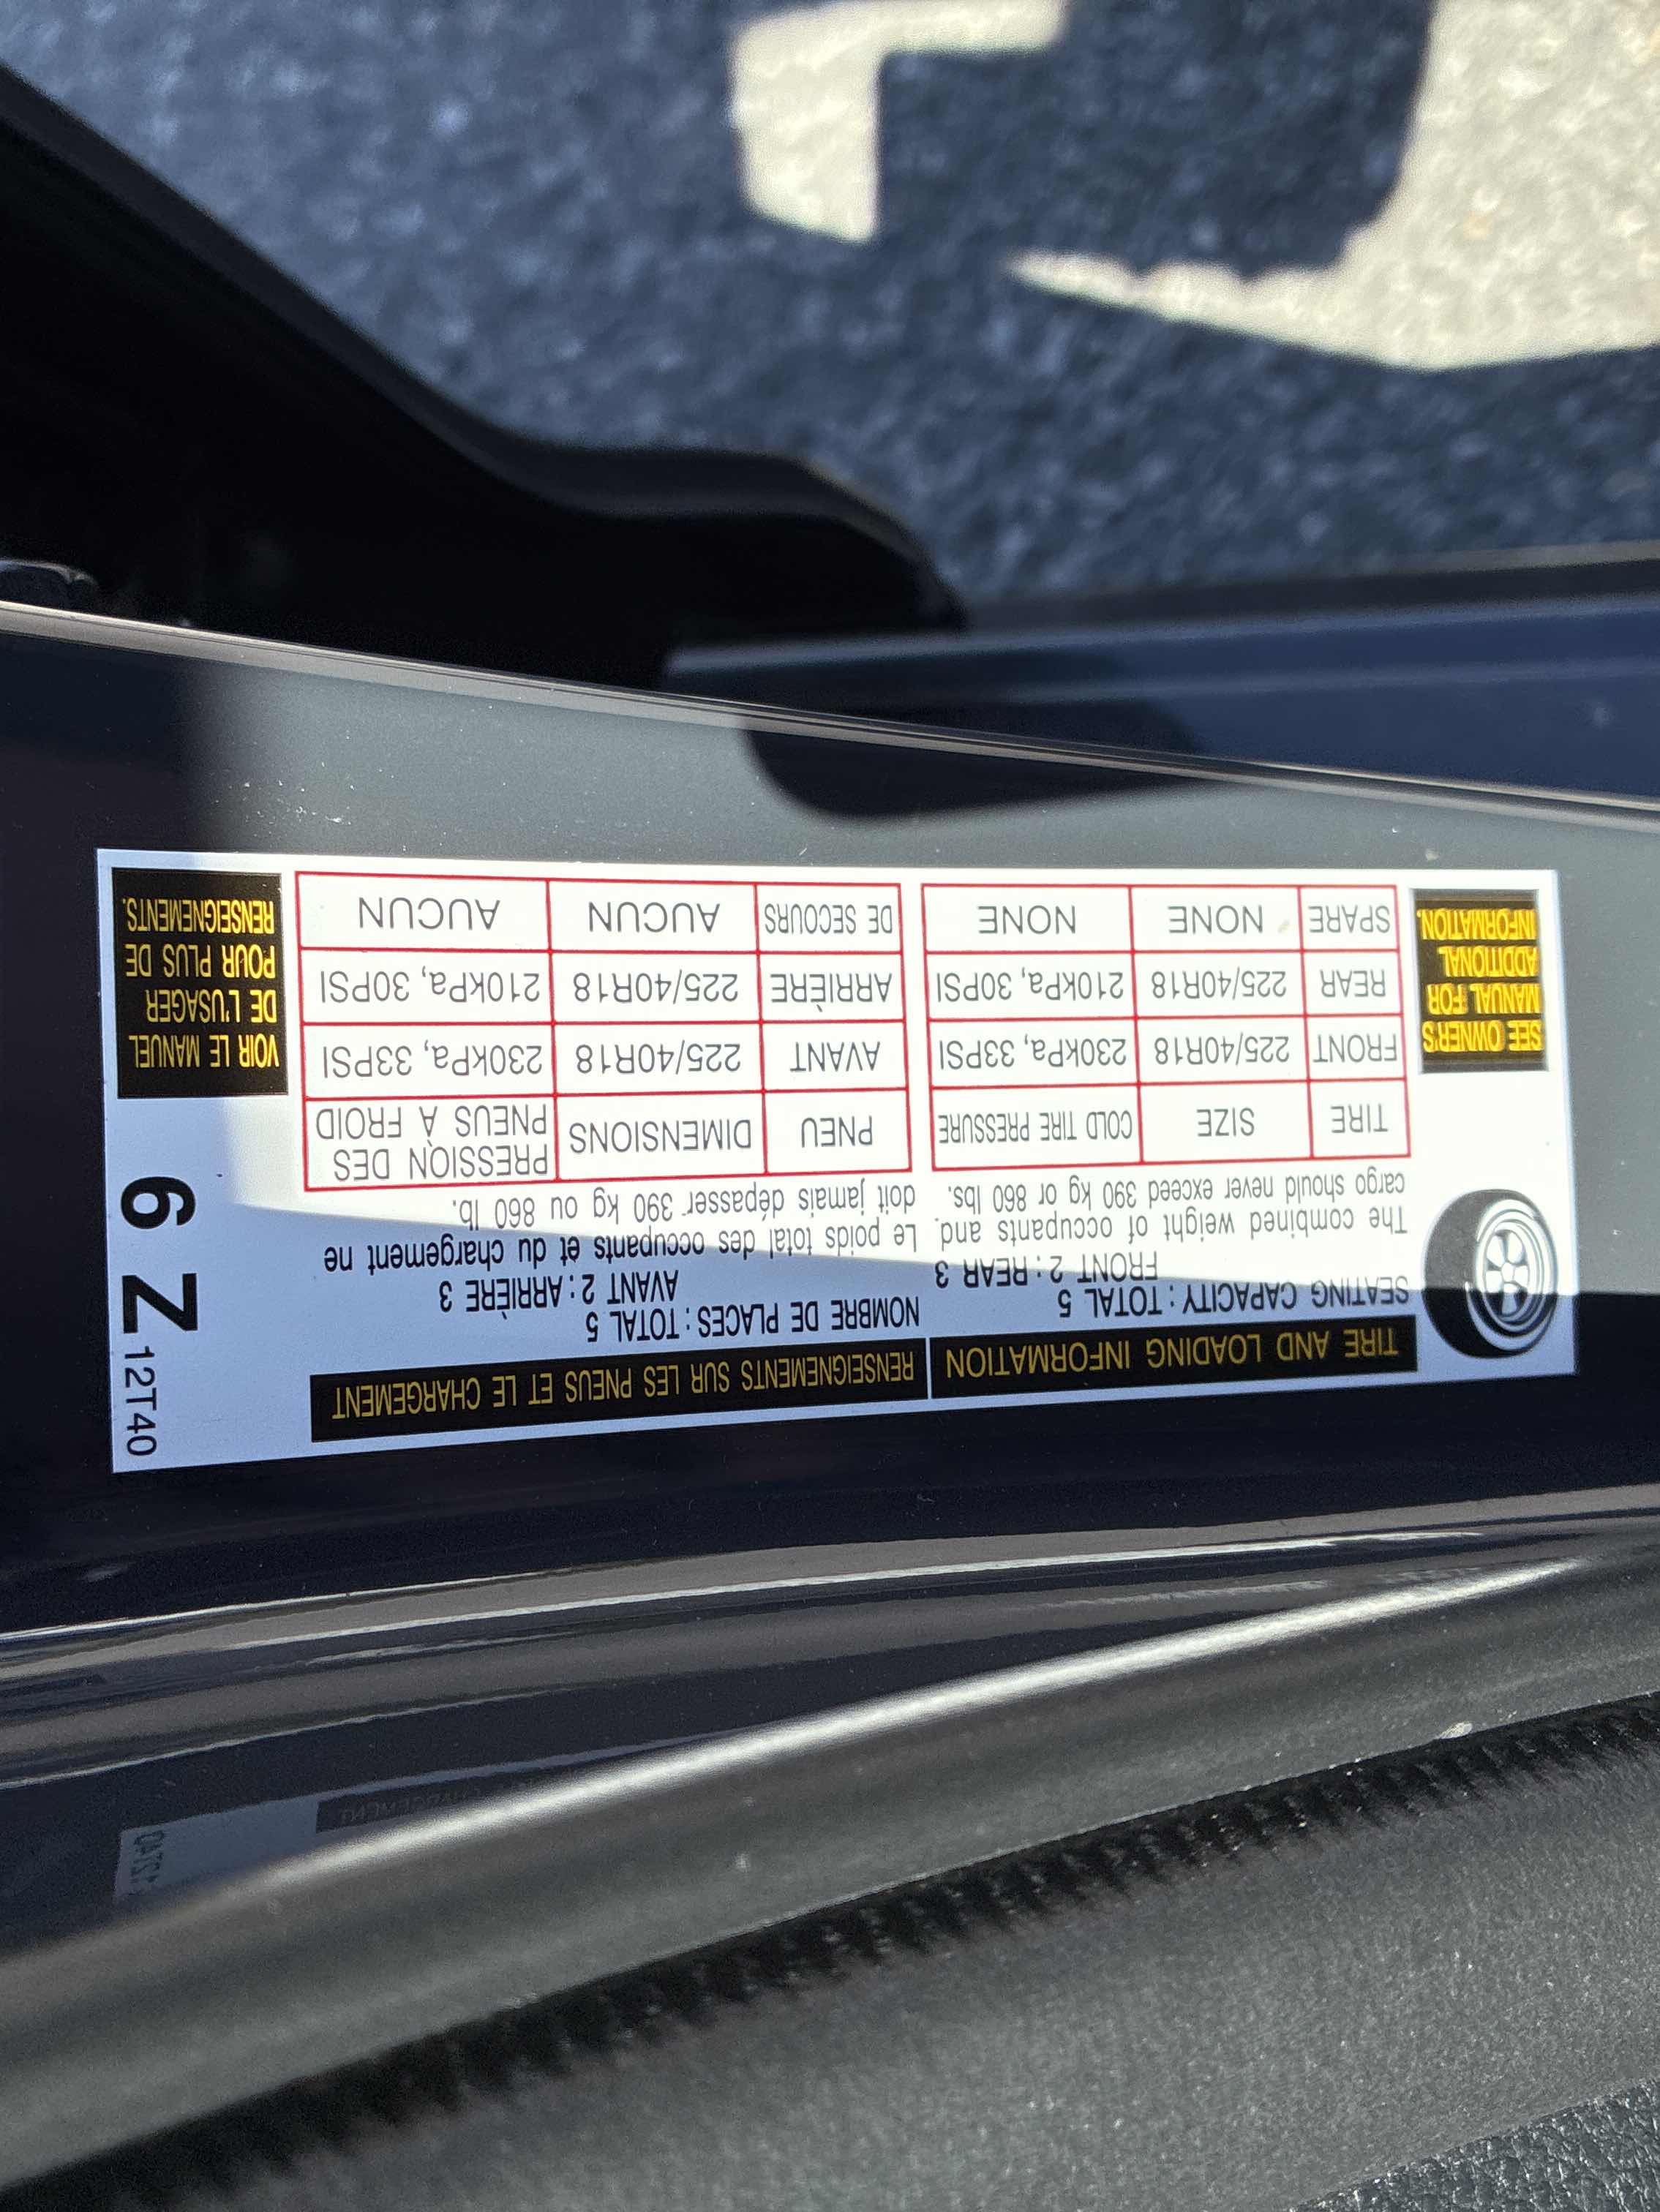 TIRE AND LOADING INFORMATION
SEATING CAPACITY : TOTAL 5
FRONT 2 : REAR 3
The combined weight of occupants and
cargo should never exceed 390 kg or 860 lbs.
TIRE SIZE COLD TIRE PRESSURE
FRONT 225/40R18 230kPa, 33PSI
REAR 225/40R18 210kPa, 30PSI
SPARE NONE NONE
SEE OWNER'S
MANUAL FOR
ADDITIONAL
INFORMATION.
RENSEIGNEMENTS SUR LES PNEUS ET LE CHARGEMENT
NOMBRE DE PLACES : TOTAL 5
AVANT 2 : ARRIÈRE 3
Le poids total des occupants et du chargement ne
doit jamais dépasser 390 kg ou 860 lb.
PNEU DIMENSIONS PRESSION DES
PNEUS À FROID
AVANT 225/40R18 230kPa, 33PSI
ARRIÈRE 225/40R18 210kPa, 30PSI
DE SECOURS AUCUN AUCUN
VOIR LE MANUEL
DE L'USAGER
POUR PLUS DE
RENSEIGNEMENTS.
6 Z 12T40